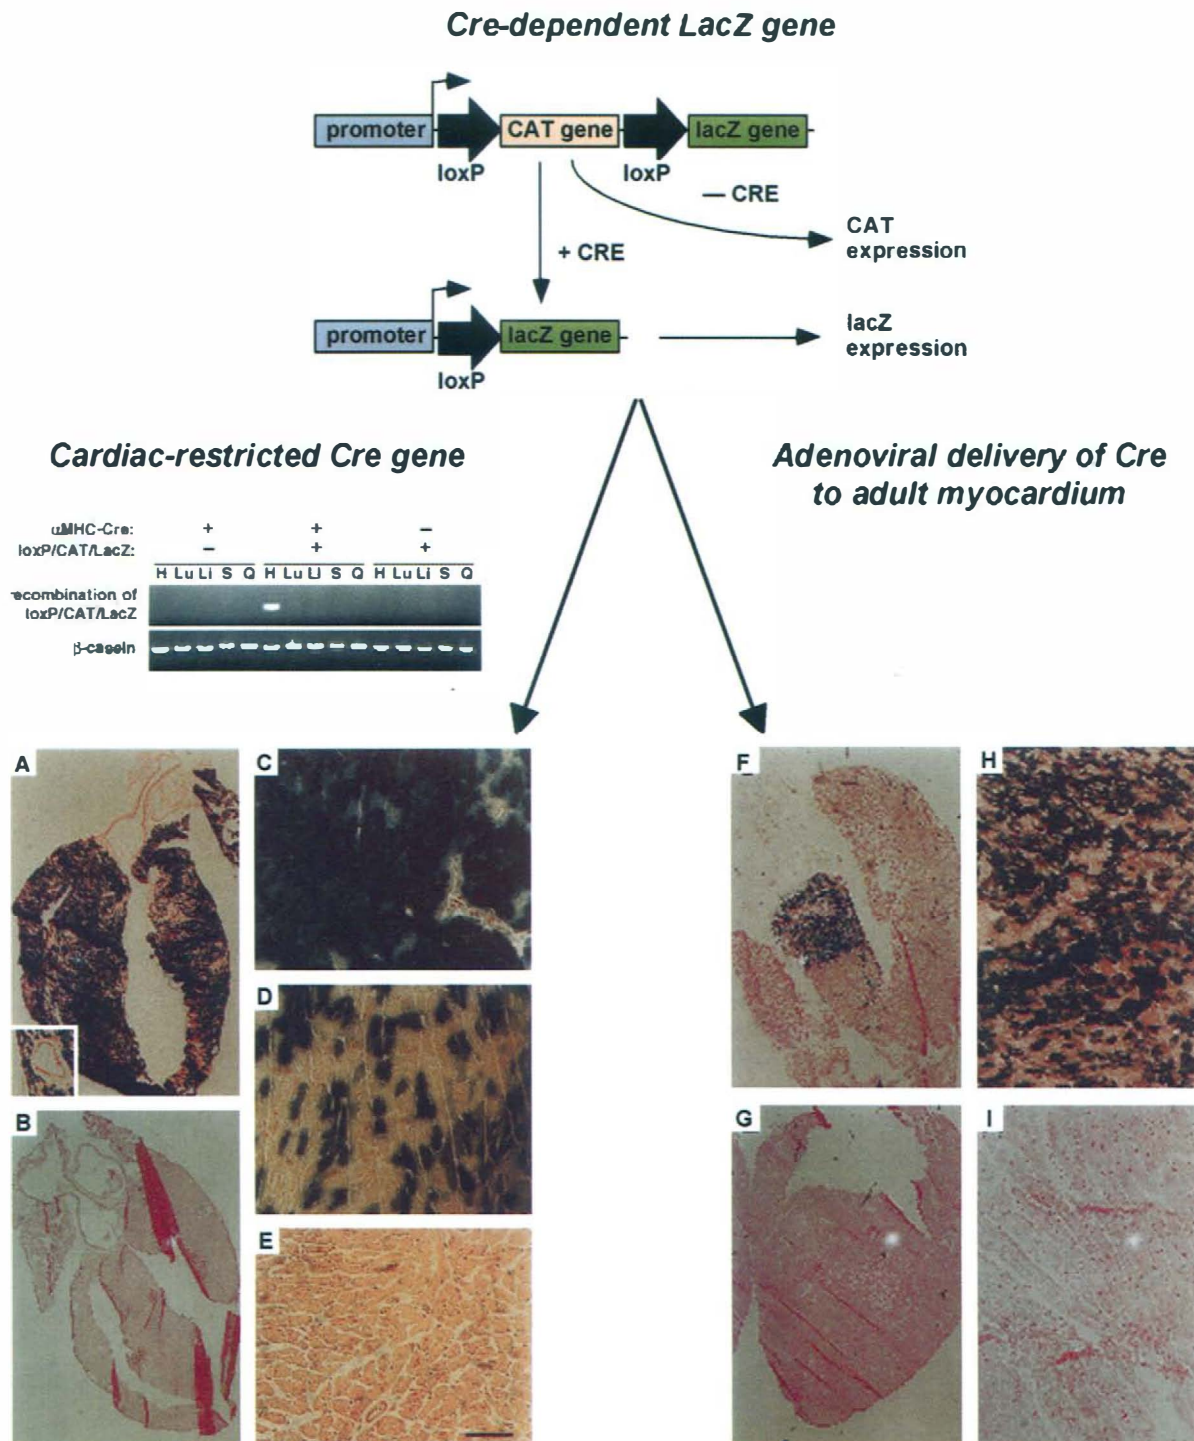 Cre-dependent LacZ gene
promoter
CAT gene
lacZ gene
loxP
loxP
— CRE
CAT
expression
+ CRE
promoter
lacZ gene
lacZ
expression
loxP
Cardiac-restricted Cre gene
αMHC-Cre: + + –
loxP/CAT/LacZ: – + +
H Lu Li S Q H Lu Li S Q H Lu Li S Q
ecombination of
loxP/CAT/LacZ
β-casein
Adenoviral delivery of Cre
to adult myocardium
A
C
D
B
E
F
H
G
I